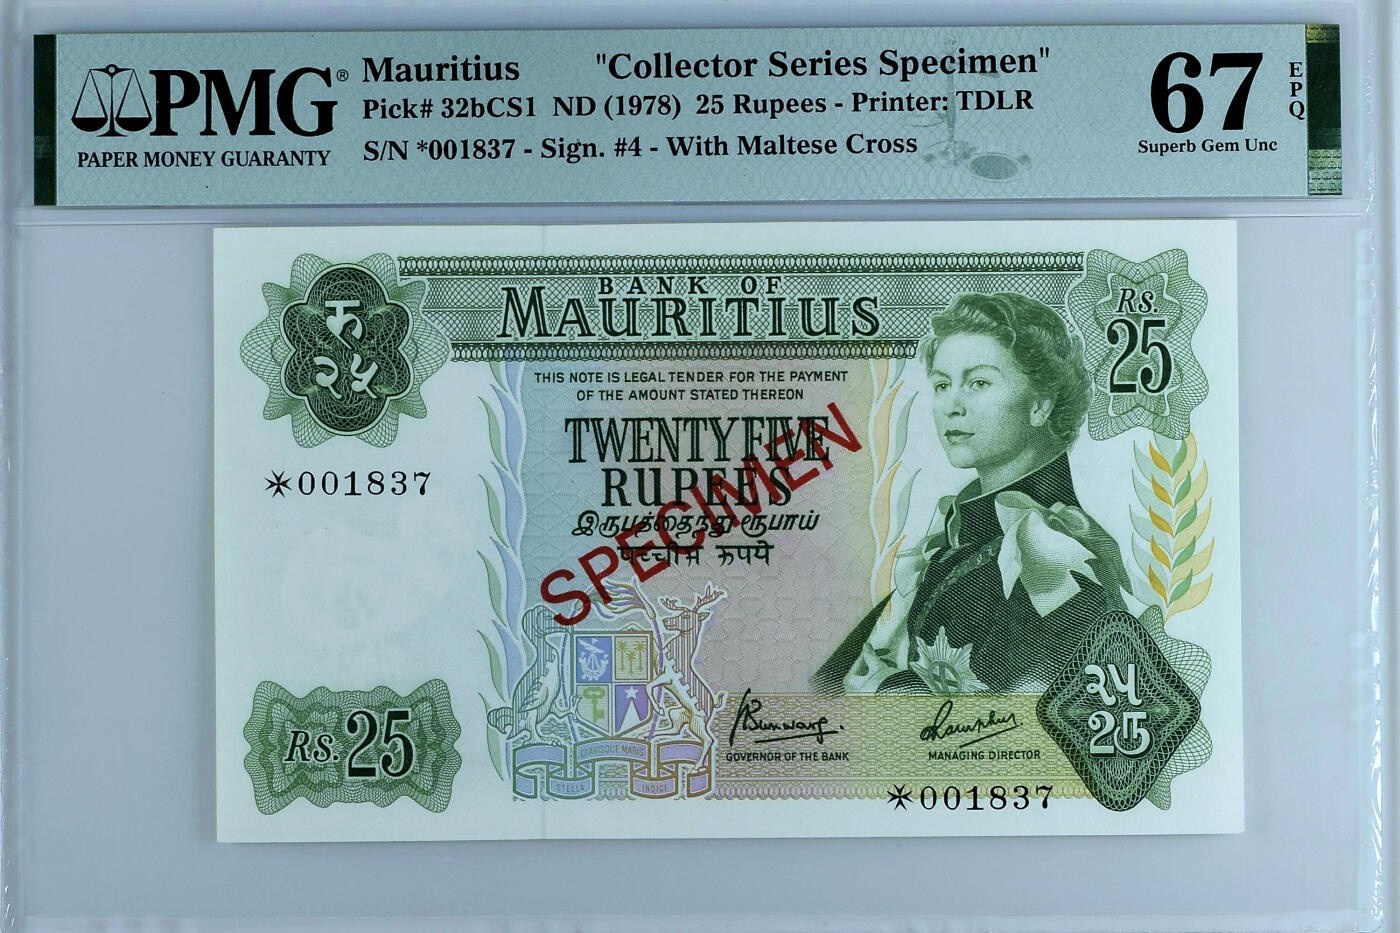 PMG®
PAPER MONEY GUARANTY
Mauritius "Collector Series Specimen"
Pick# 32bCS1 ND (1978) 25 Rupees - Printer: TDLR
S/N *001837 - Sign. #4 - With Maltese Cross
67 EPQ
Superb Gem Unc
BANK OF
MAURITIUS
रु
२५
Rs.
25
THIS NOTE IS LEGAL TENDER FOR THE PAYMENT
OF THE AMOUNT STATED THEREON
TWENTY FIVE
RUPEES
இருபத்தைந்து ரூபாய்
पच्चीस रूपये
SPECIMEN
✠001837
Rs. 25
CLAVISQUE MARIS
STELLA INDICI
GOVERNOR OF THE BANK
MANAGING DIRECTOR
२५
✠001837